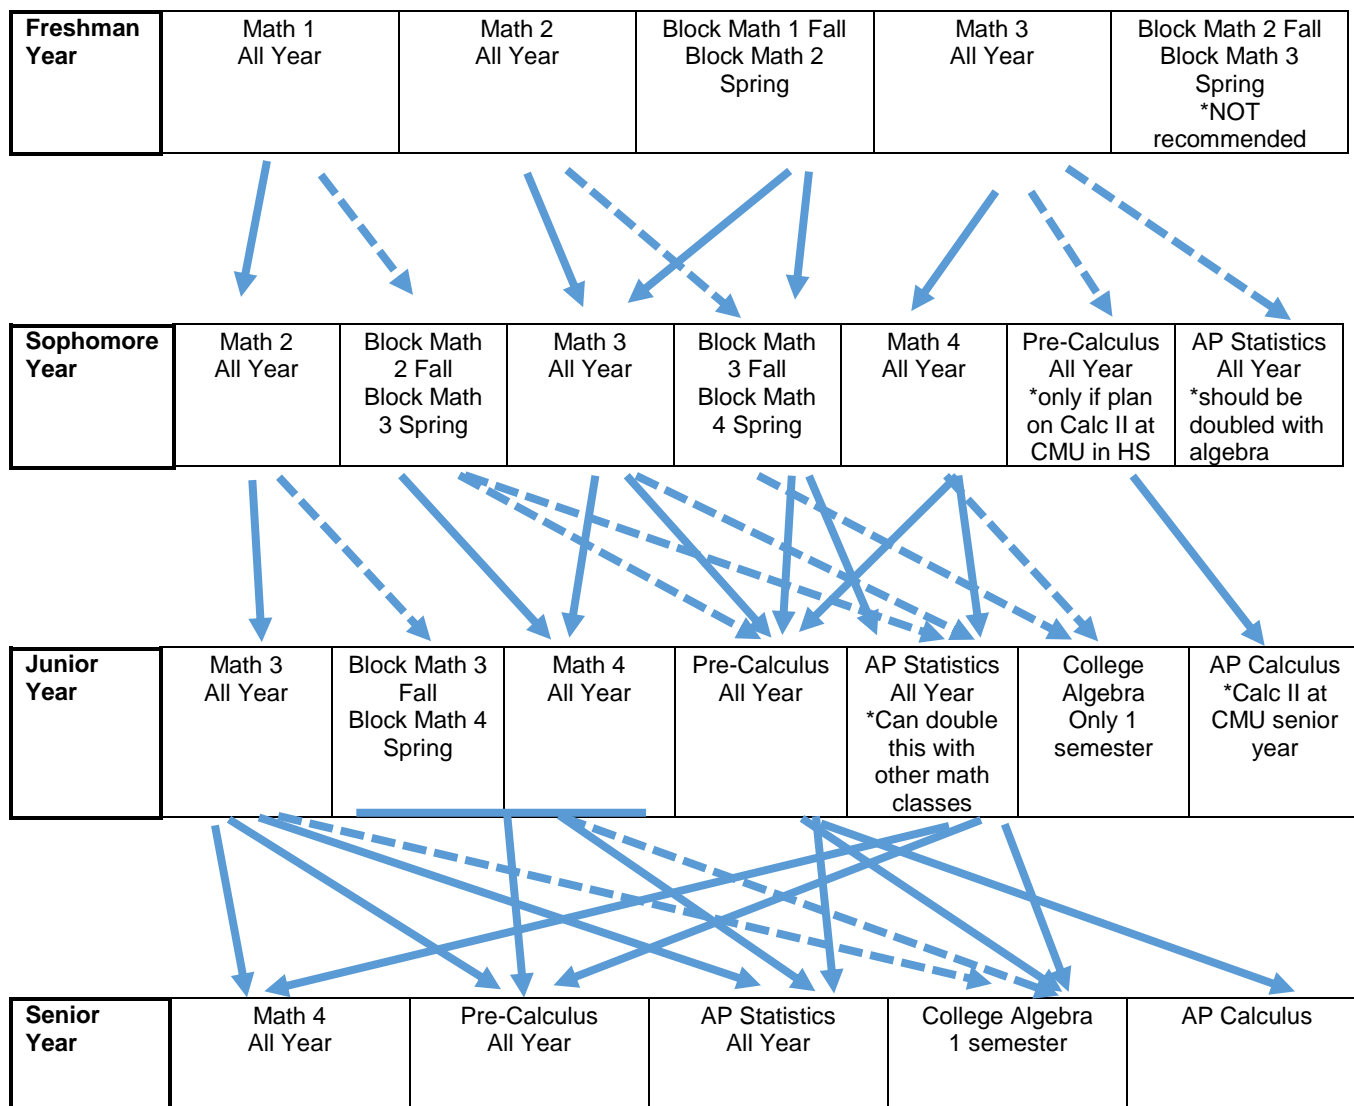 Freshman
Year
Math 1
All Year
Math 2
All Year
Block Math 1 Fall
Block Math 2
Spring
Math 3
All Year
Block Math 2 Fall
Block Math 3
Spring
*NOT
recommended
Sophomore
Year
Math 2
All Year
Block Math
2 Fall
Block Math
3 Spring
Math 3
All Year
Block Math
3 Fall
Block Math
4 Spring
Math 4
All Year
Pre-Calculus
All Year
*only if plan
on Calc II at
CMU in HS
AP Statistics
All Year
*should be
doubled with
algebra
Junior
Year
Math 3
All Year
Block Math 3
Fall
Block Math 4
Spring
Math 4
All Year
Pre-Calculus
All Year
AP Statistics
All Year
*Can double
this with
other math
classes
College
Algebra
Only 1
semester
AP Calculus
*Calc II at
CMU senior
year
Senior
Year
Math 4
All Year
Pre-Calculus
All Year
AP Statistics
All Year
College Algebra
1 semester
AP Calculus